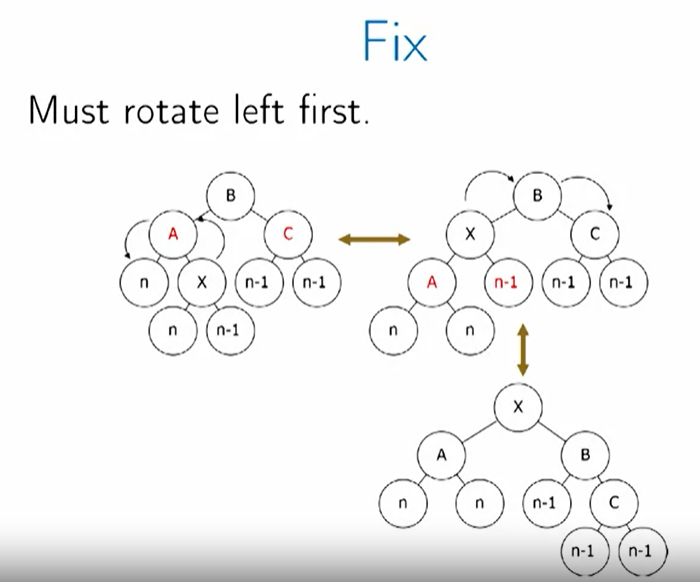 Fix
Must rotate left first.
B B
A C X C
n X n-1 n-1 A n-1 n-1 n-1
n n-1 n n
X
A B
n n n-1 C
n-1 n-1